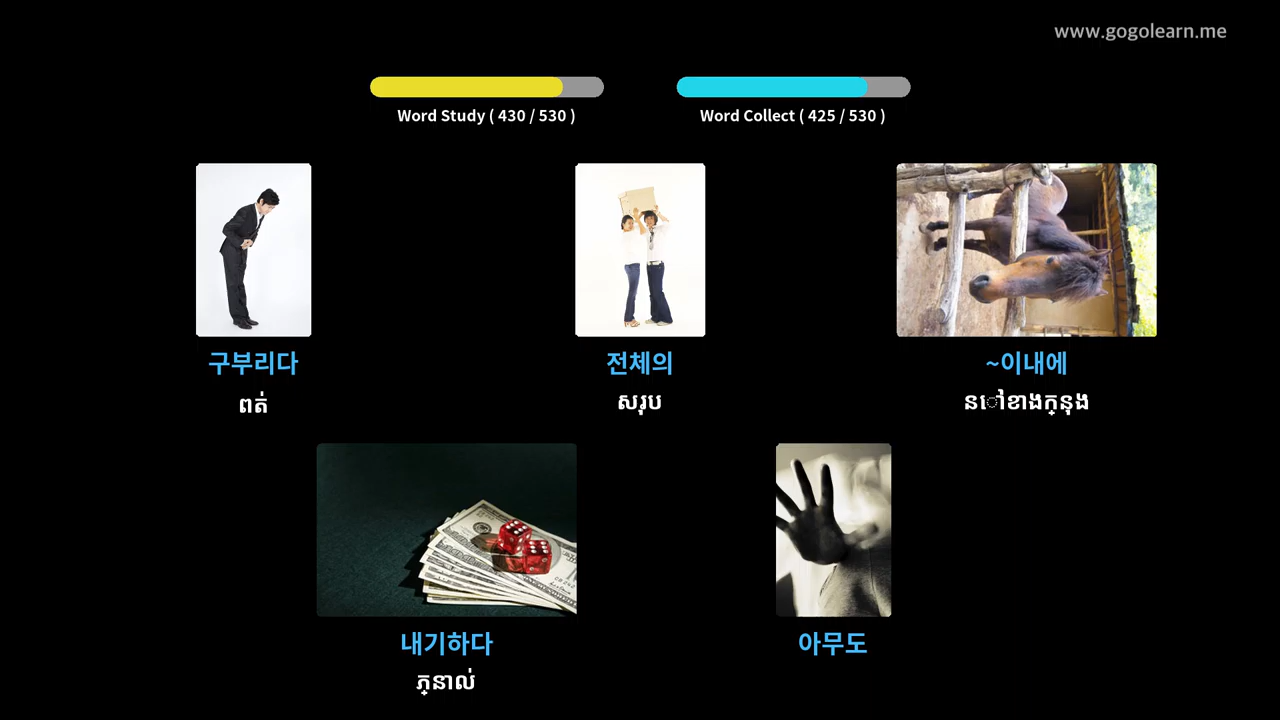 www.gogolearn.me
Word Study ( 430 / 530 )
Word Collect ( 425 / 530 )
구부리다
전체의
~이내에
ពត់
សរុប
នៅខាងក្នុង
내기하다
아무도
ភ្នាល់